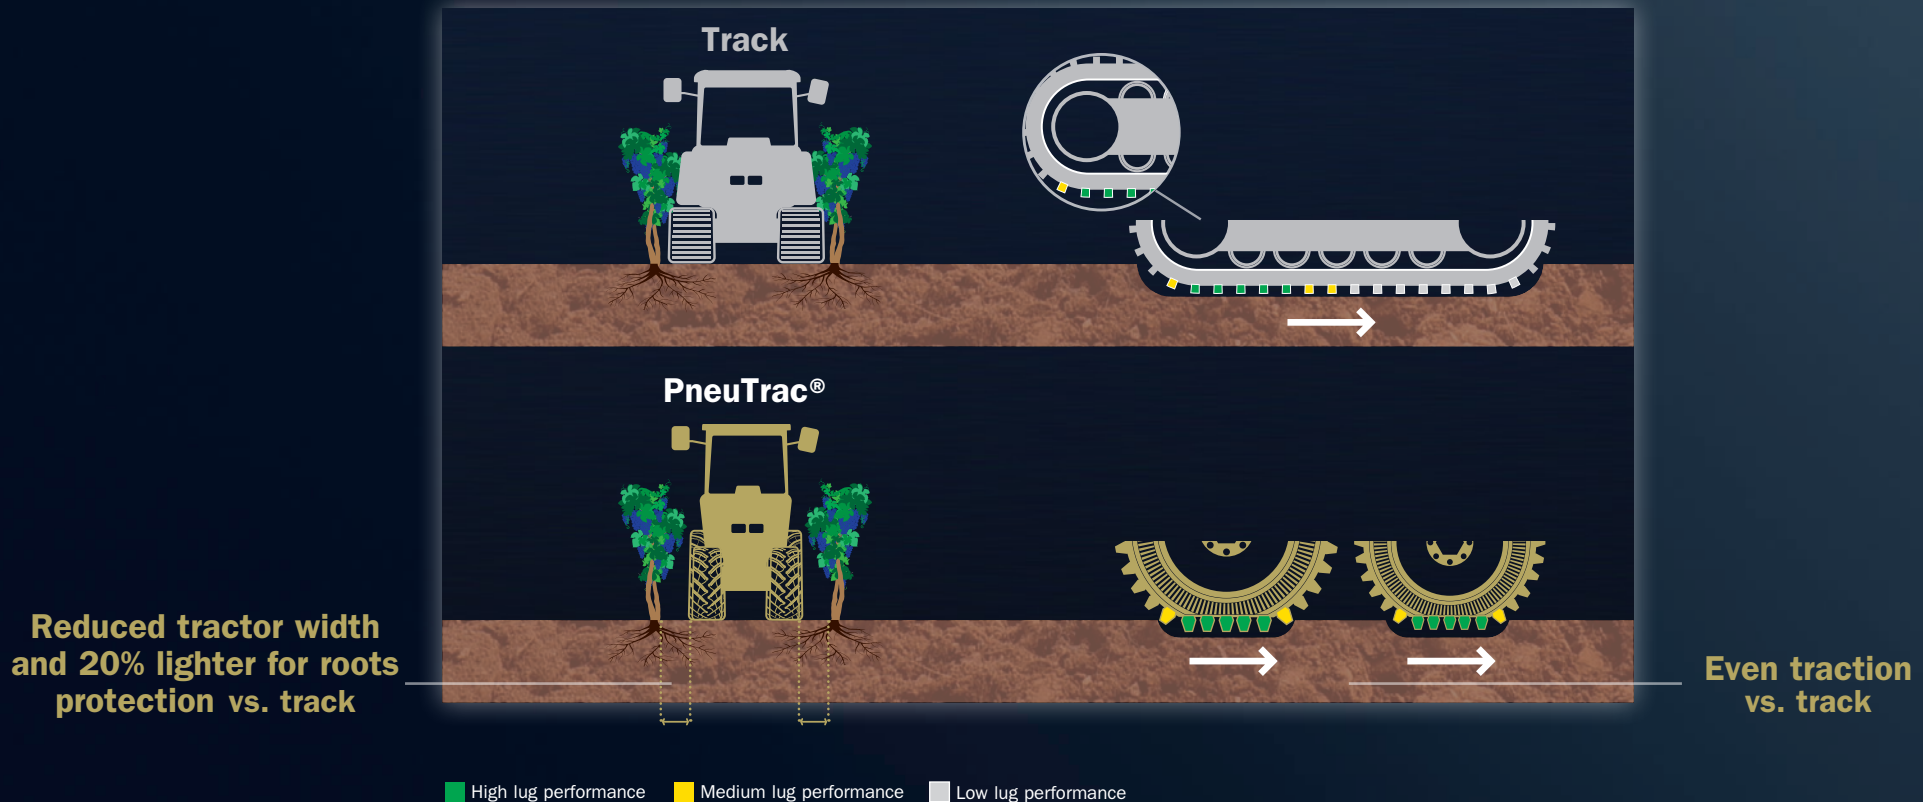 Track
PneuTrac®
Reduced tractor width
and 20% lighter for roots
protection vs. track
Even traction
vs. track
High lug performance
Medium lug performance
Low lug performance